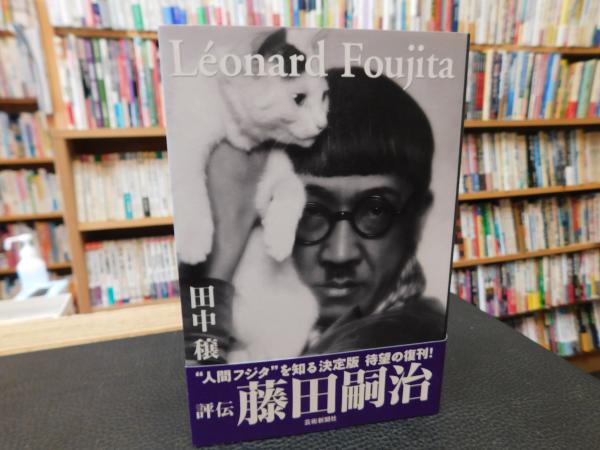 Léonard Foujita
田中 穰
“人間フジタ”を知る決定版 待望の復刊!
評伝 藤田嗣治
芸術新聞社